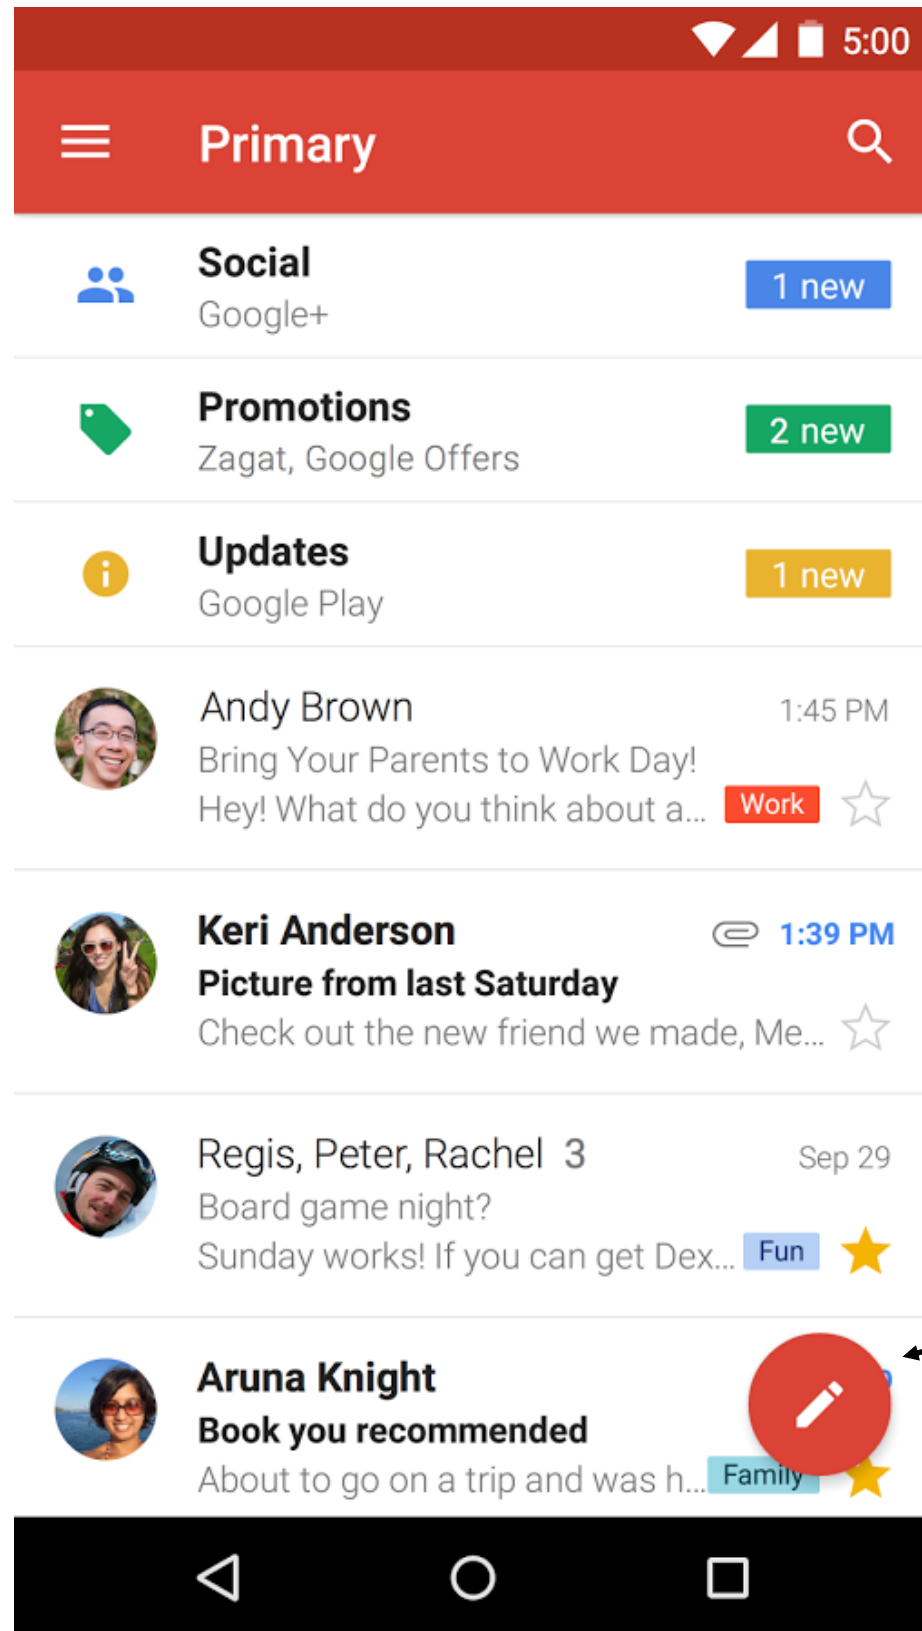 5:00
Primary
Social
1 new
Google+
Promotions
2 new
Zagat, Google Offers
Updates
1 new
Google Play
Andy Brown 1:45 PM
Bring Your Parents to Work Day!
Hey! What do you think about a... Work
Keri Anderson 1:39 PM
Picture from last Saturday
Check out the new friend we made, Me...
Regis, Peter, Rachel 3 Sep 29
Board game night?
Sunday works! If you can get Dex... Fun
Aruna Knight
Book you recommended
About to go on a trip and was h... Family